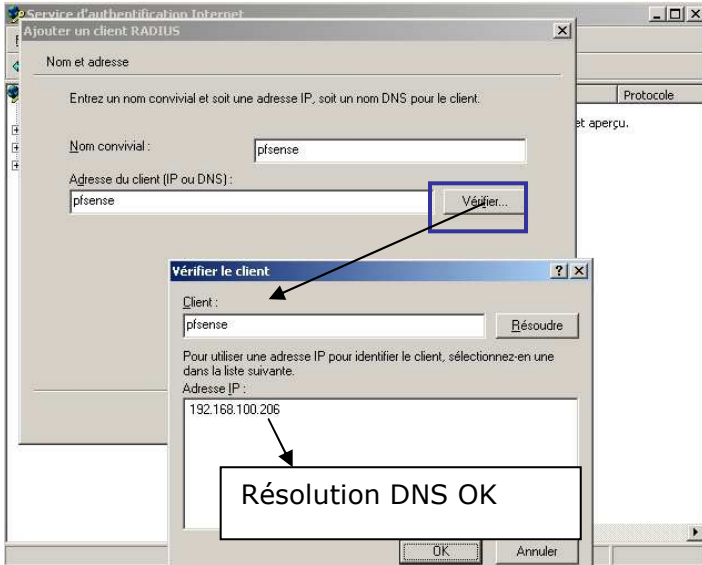 Service d'authentification Internet
Ajouter un client RADIUS
Nom et adresse
Entrez un nom convivial et soit une adresse IP, soit un nom DNS pour le client.
Protocole
et aperçu.
Nom convivial :
pfsense
Adresse du client (IP ou DNS) :
pfsense
Vérifier...
Vérifier le client
Client :
pfsense
Résoudre
Pour utiliser une adresse IP pour identifier le client, sélectionnez-en une
dans la liste suivante.
Adresse IP :
192.168.100.206
Résolution DNS OK
OK
Annuler